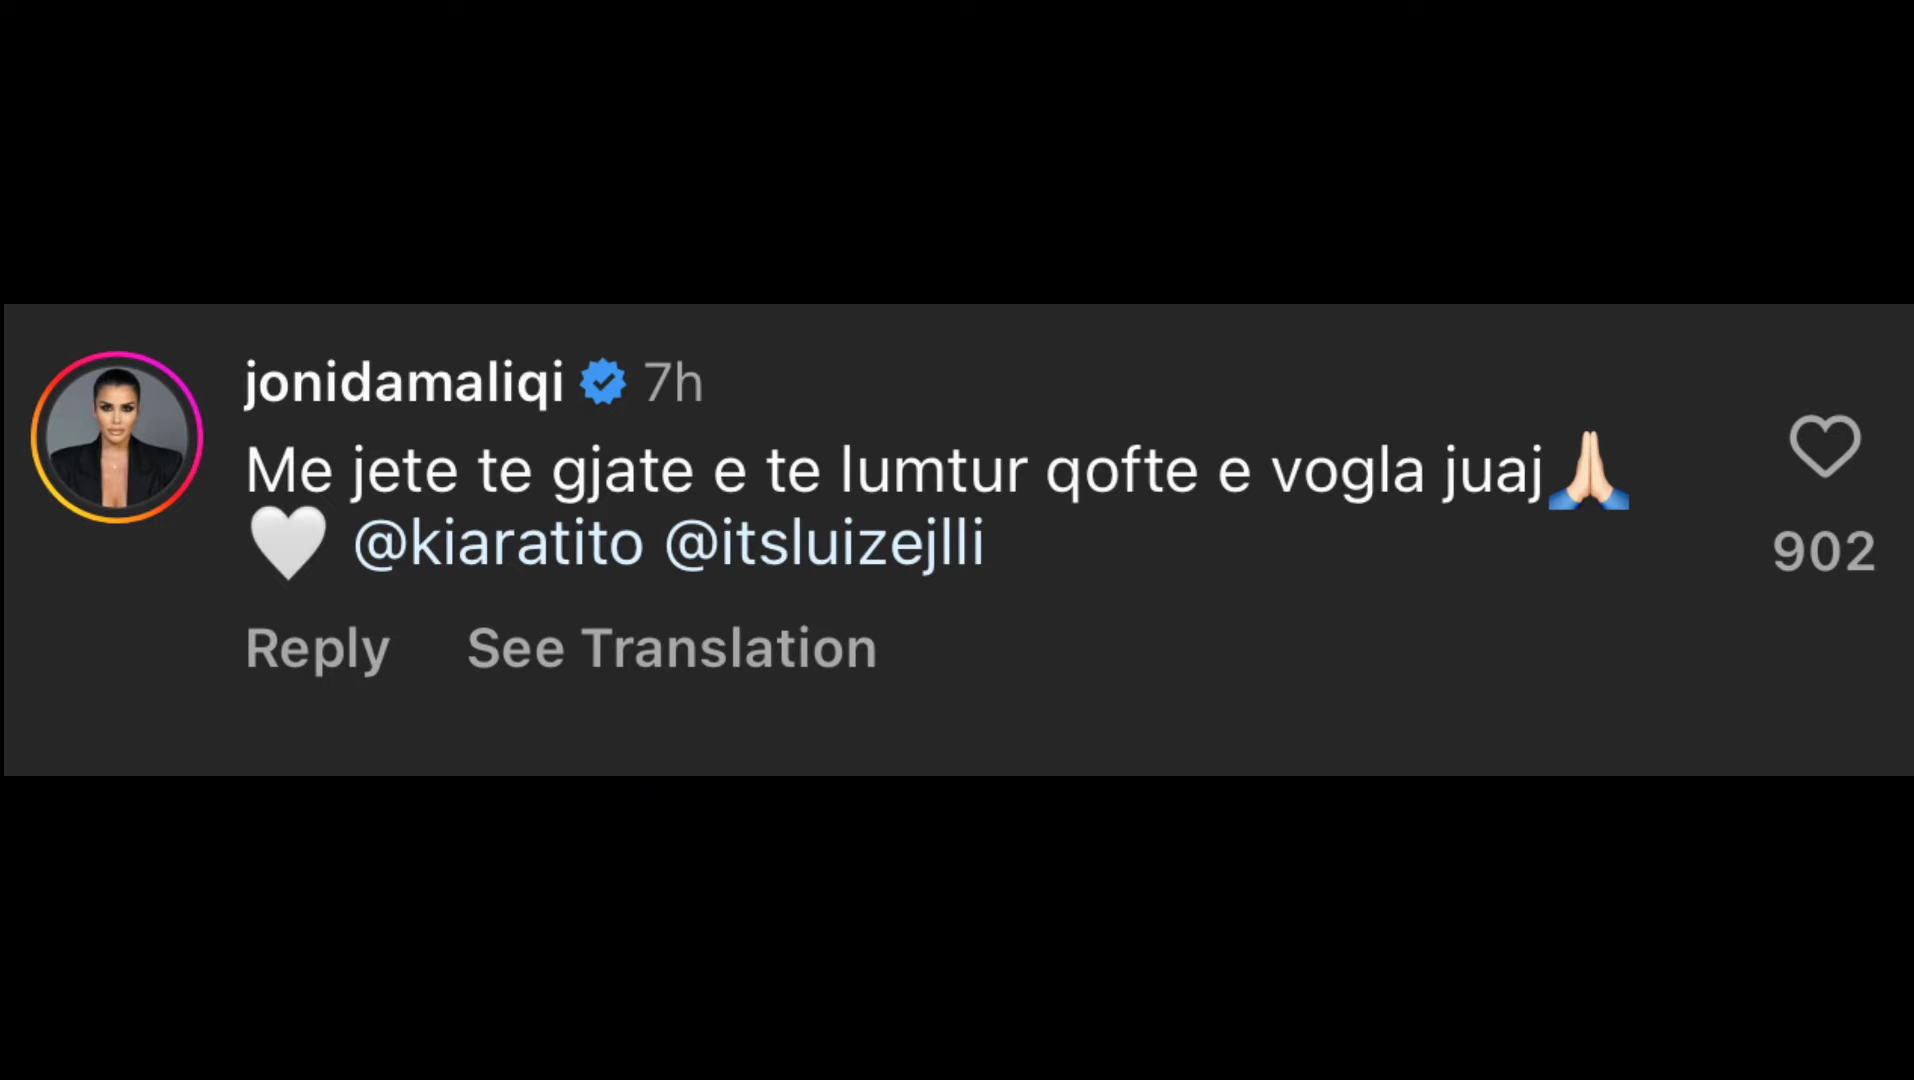 jonidamaliqi 7h
Me jete te gjate e te lumtur qofte e vogla juaj🙏🏻
🤍 @kiaratito @itsluizejlli
902
Reply See Translation